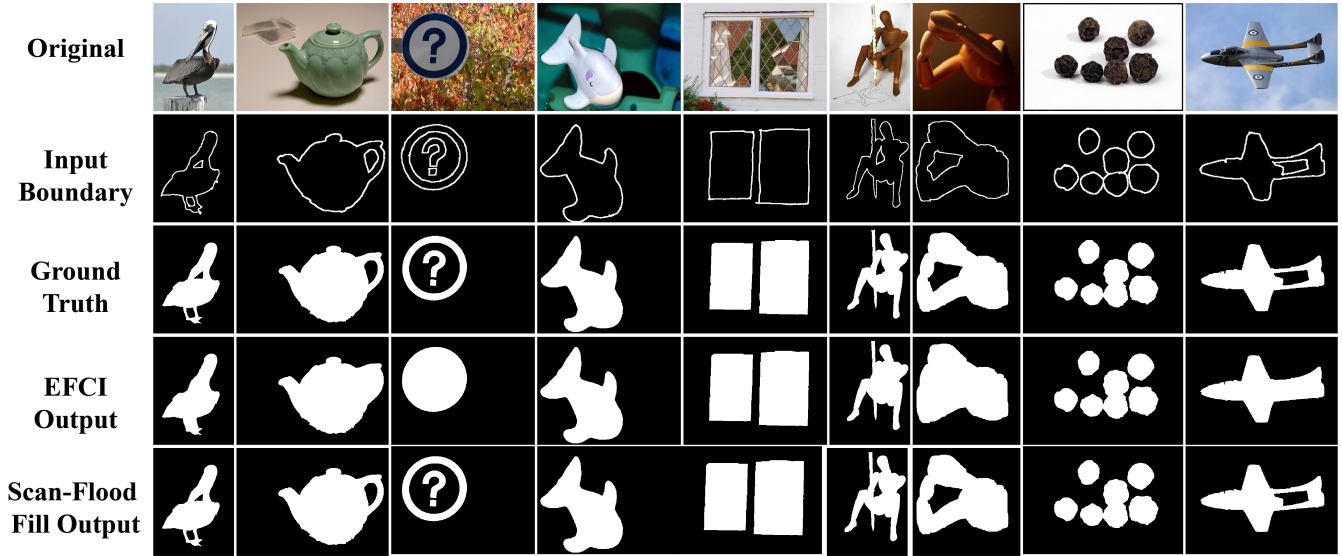 Original
Input
Boundary
Ground
Truth
EFCI
Output
Scan-Flood
Fill Output
?
?
?
?